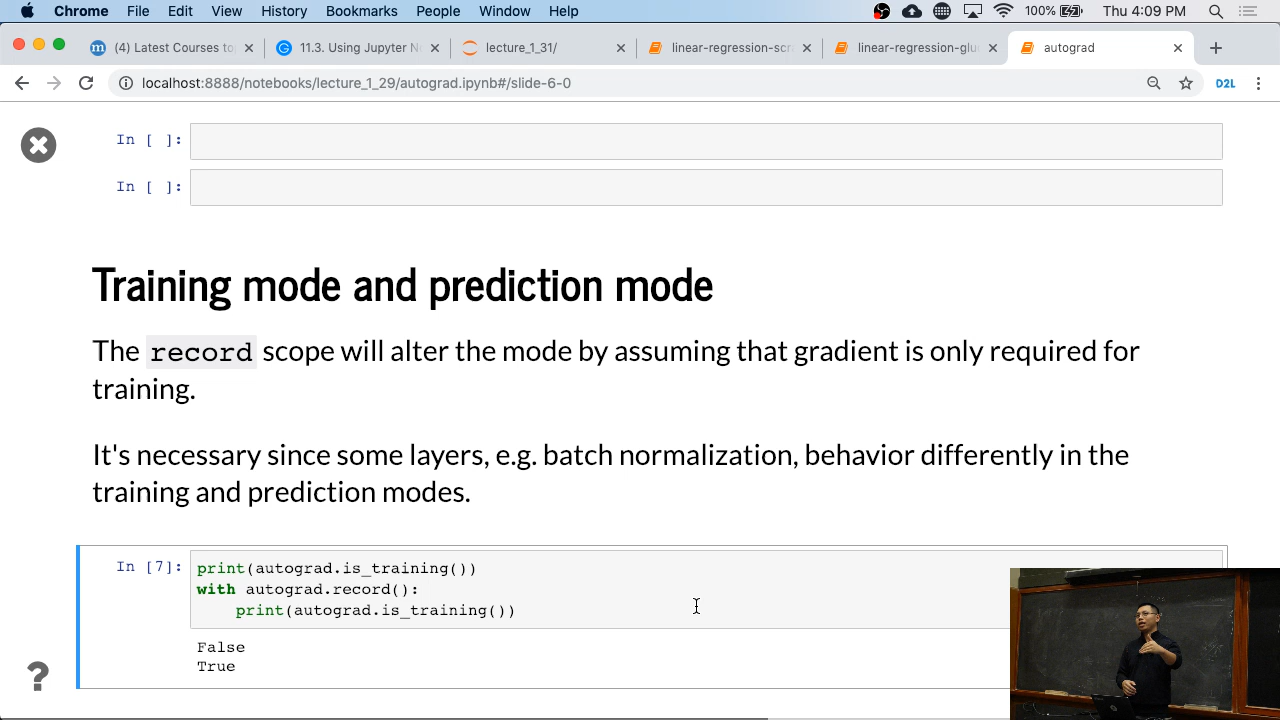 Chrome File Edit View History Bookmarks People Window Help 100% Thu 4:09 PM
(4) Latest Courses to
11.3. Using Jupyter N
lecture_1_31/
linear-regression-scr
linear-regression-glu
autograd
localhost:8888/notebooks/lecture_1_29/autograd.ipynb#/slide-6-0
D2L
In [ ]:
In [ ]:
Training mode and prediction mode
The record scope will alter the mode by assuming that gradient is only required for
training.
It's necessary since some layers, e.g. batch normalization, behavior differently in the
training and prediction modes.
In [7]: print(autograd.is_training())
with autograd.record():
print(autograd.is_training())
False
True